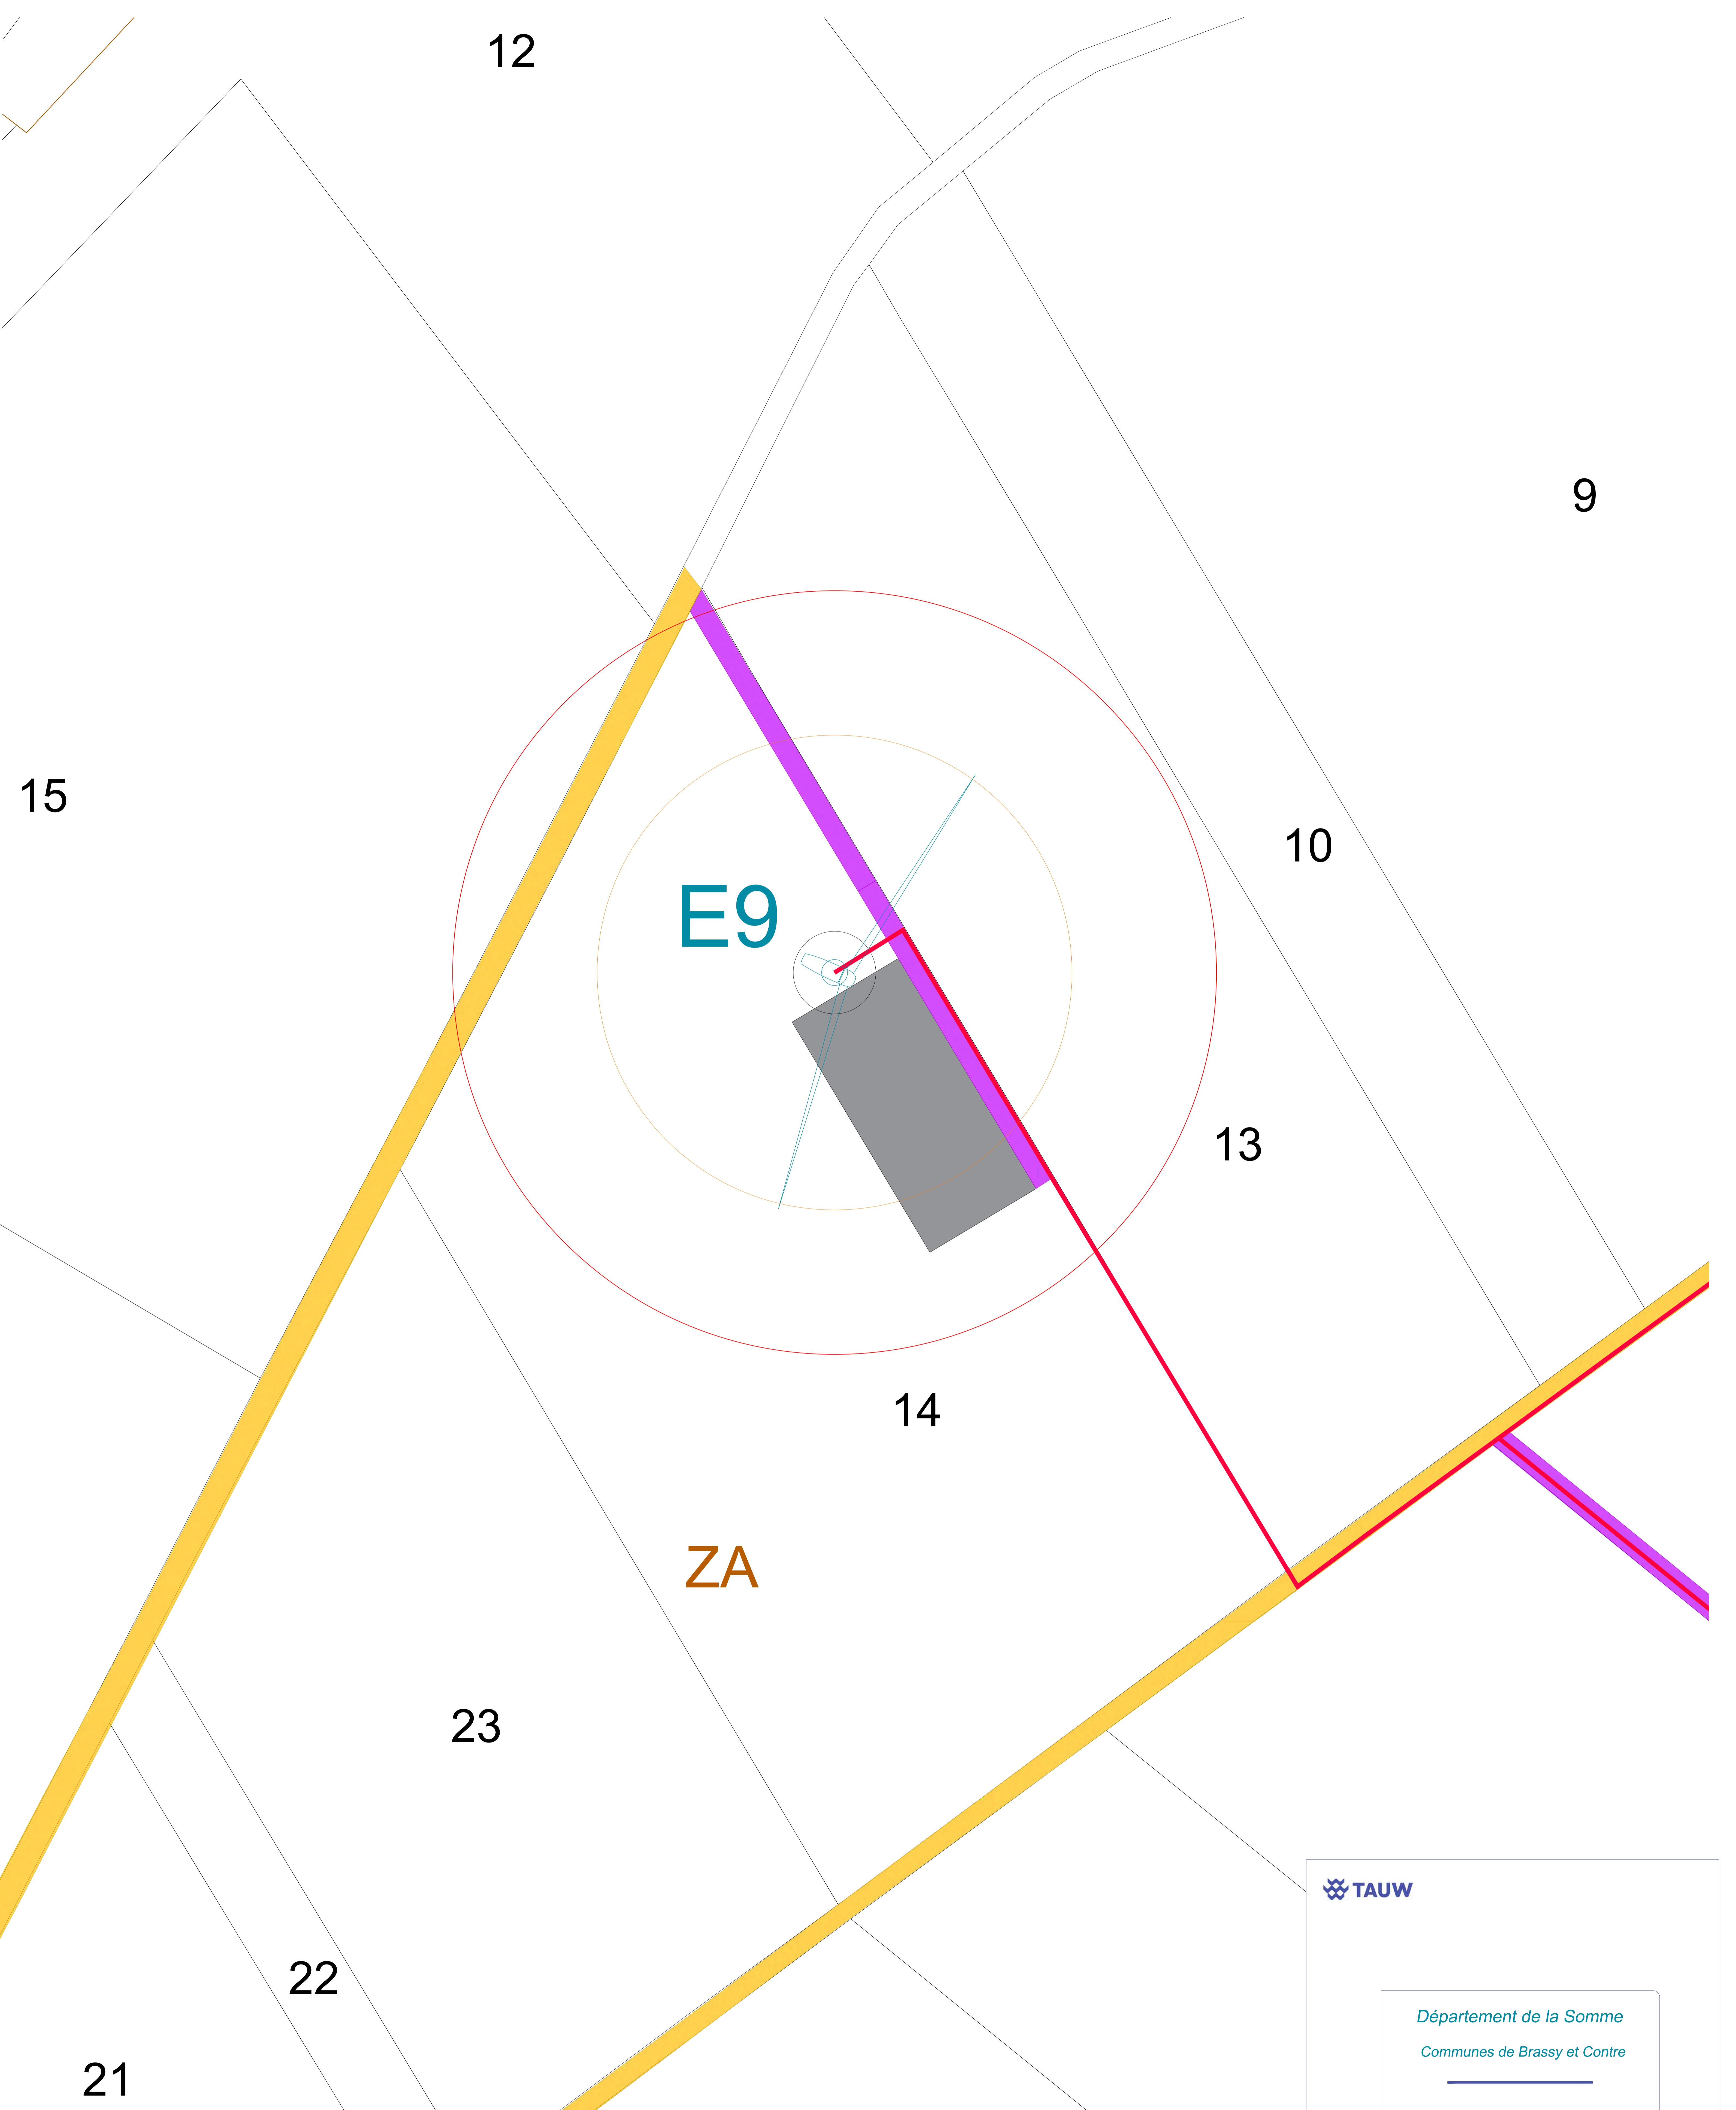 12
9
15
10
E9
13
14
ZA
23
22
21
TAUW
Département de la Somme
Communes de Brassy et Contre